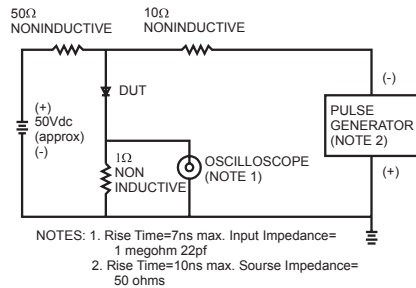 50Ω
NONINDUCTIVE
10Ω
NONINDUCTIVE
DUT
(+)
50Vdc
(approx)
(-)
1Ω
NON
INDUCTIVE
OSCILLOSCOPE
(NOTE 1)
(-)
PULSE
GENERATOR
(NOTE 2)
(+)
NOTES: 1. Rise Time=7ns max. Input Impedance=
1 megohm 22pf
2. Rise Time=10ns max. Sourse Impedance=
50 ohms